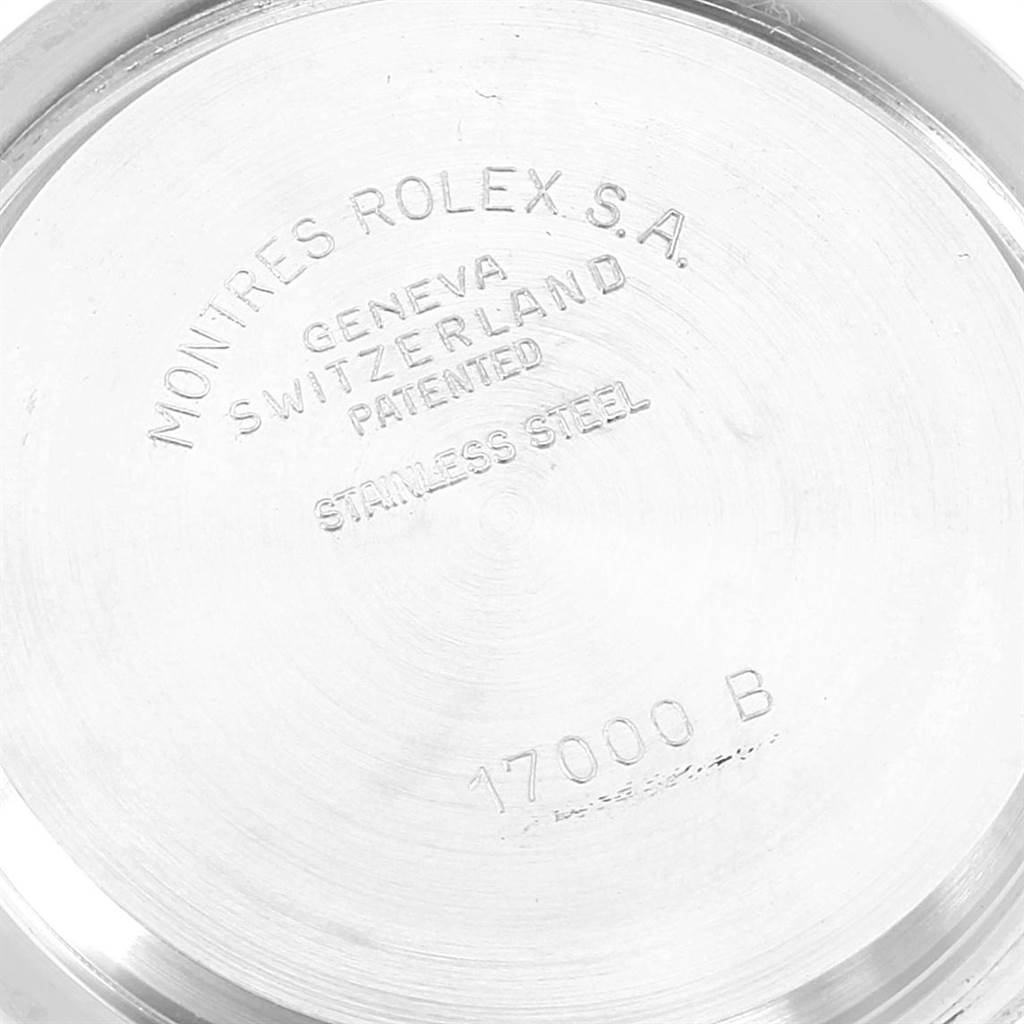 MONTRES ROLEX S.A.
GENEVA
SWITZERLAND
PATENTED
STAINLESS STEEL
17000 B